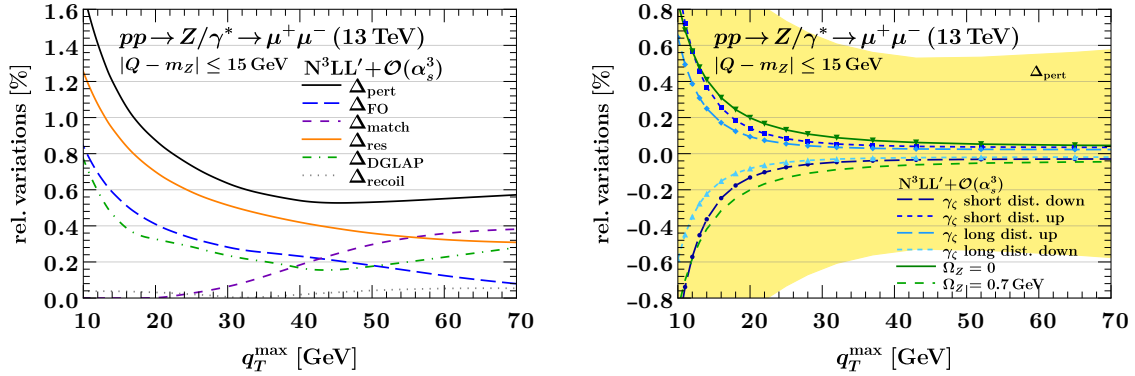 pp → Z/γ* → μ⁺μ⁻ (13 TeV)
|Q − m_Z| ≤ 15 GeV
N³LL′ + 𝒪(α_s³)
Δ_pert
Δ_FO
Δ_match
Δ_res
Δ_DGLAP
Δ_recoil
rel. variations [%]
1.6
1.4
1.2
1.0
0.8
0.6
0.4
0.2
0.0
10 20 30 40 50 60 70
q_T^max [GeV]
pp → Z/γ* → μ⁺μ⁻ (13 TeV)
|Q − m_Z| ≤ 15 GeV
Δ_pert
N³LL′ + 𝒪(α_s³)
γ_ζ short dist. down
γ_ζ short dist. up
γ_ζ long dist. up
γ_ζ long dist. down
Ω_Z = 0
Ω_Z = 0.7 GeV
rel. variations [%]
0.8
0.6
0.4
0.2
0.0
−0.2
−0.4
−0.6
−0.8
10 20 30 40 50 60 70
q_T^max [GeV]